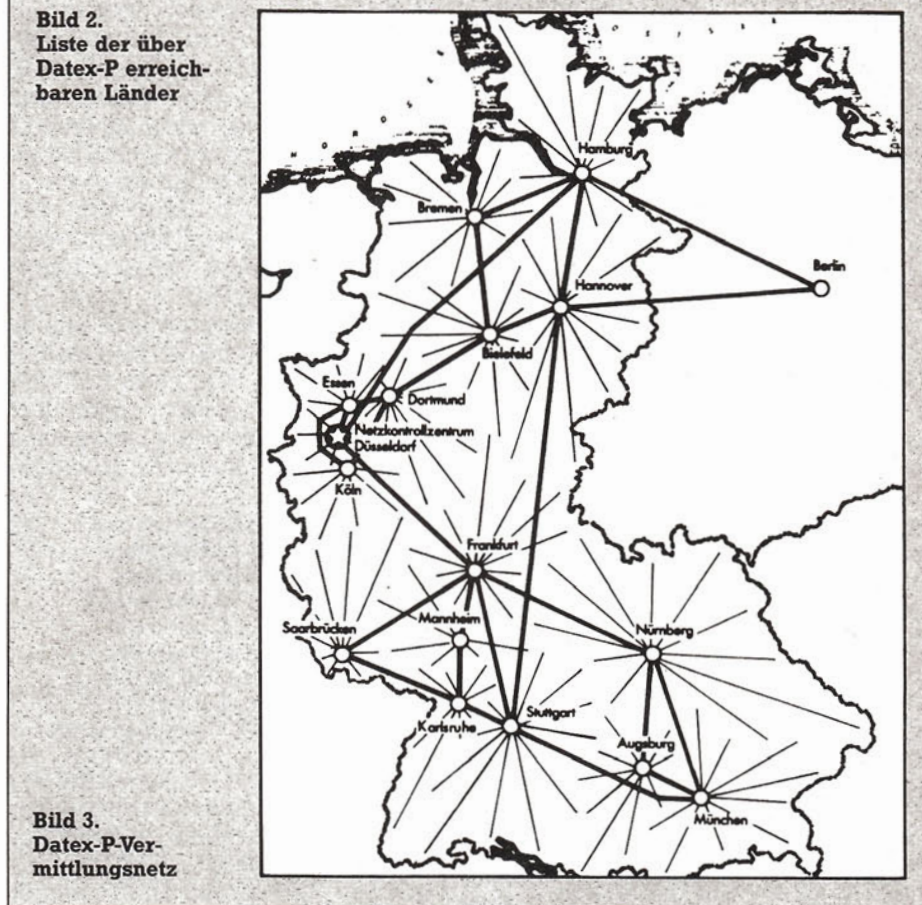 Bild 2.
Liste der über
Datex-P erreich-
baren Länder
Hamburg
Bremen
Berlin
Hannover
Bielefeld
Essen
Dortmund
Netzkontrollzentrum
Düsseldorf
Köln
Frankfurt
Mannheim
Saarbrücken
Nürnberg
Karlsruhe
Stuttgart
Augsburg
München
Bild 3.
Datex-P-Ver-
mittlungsnetz